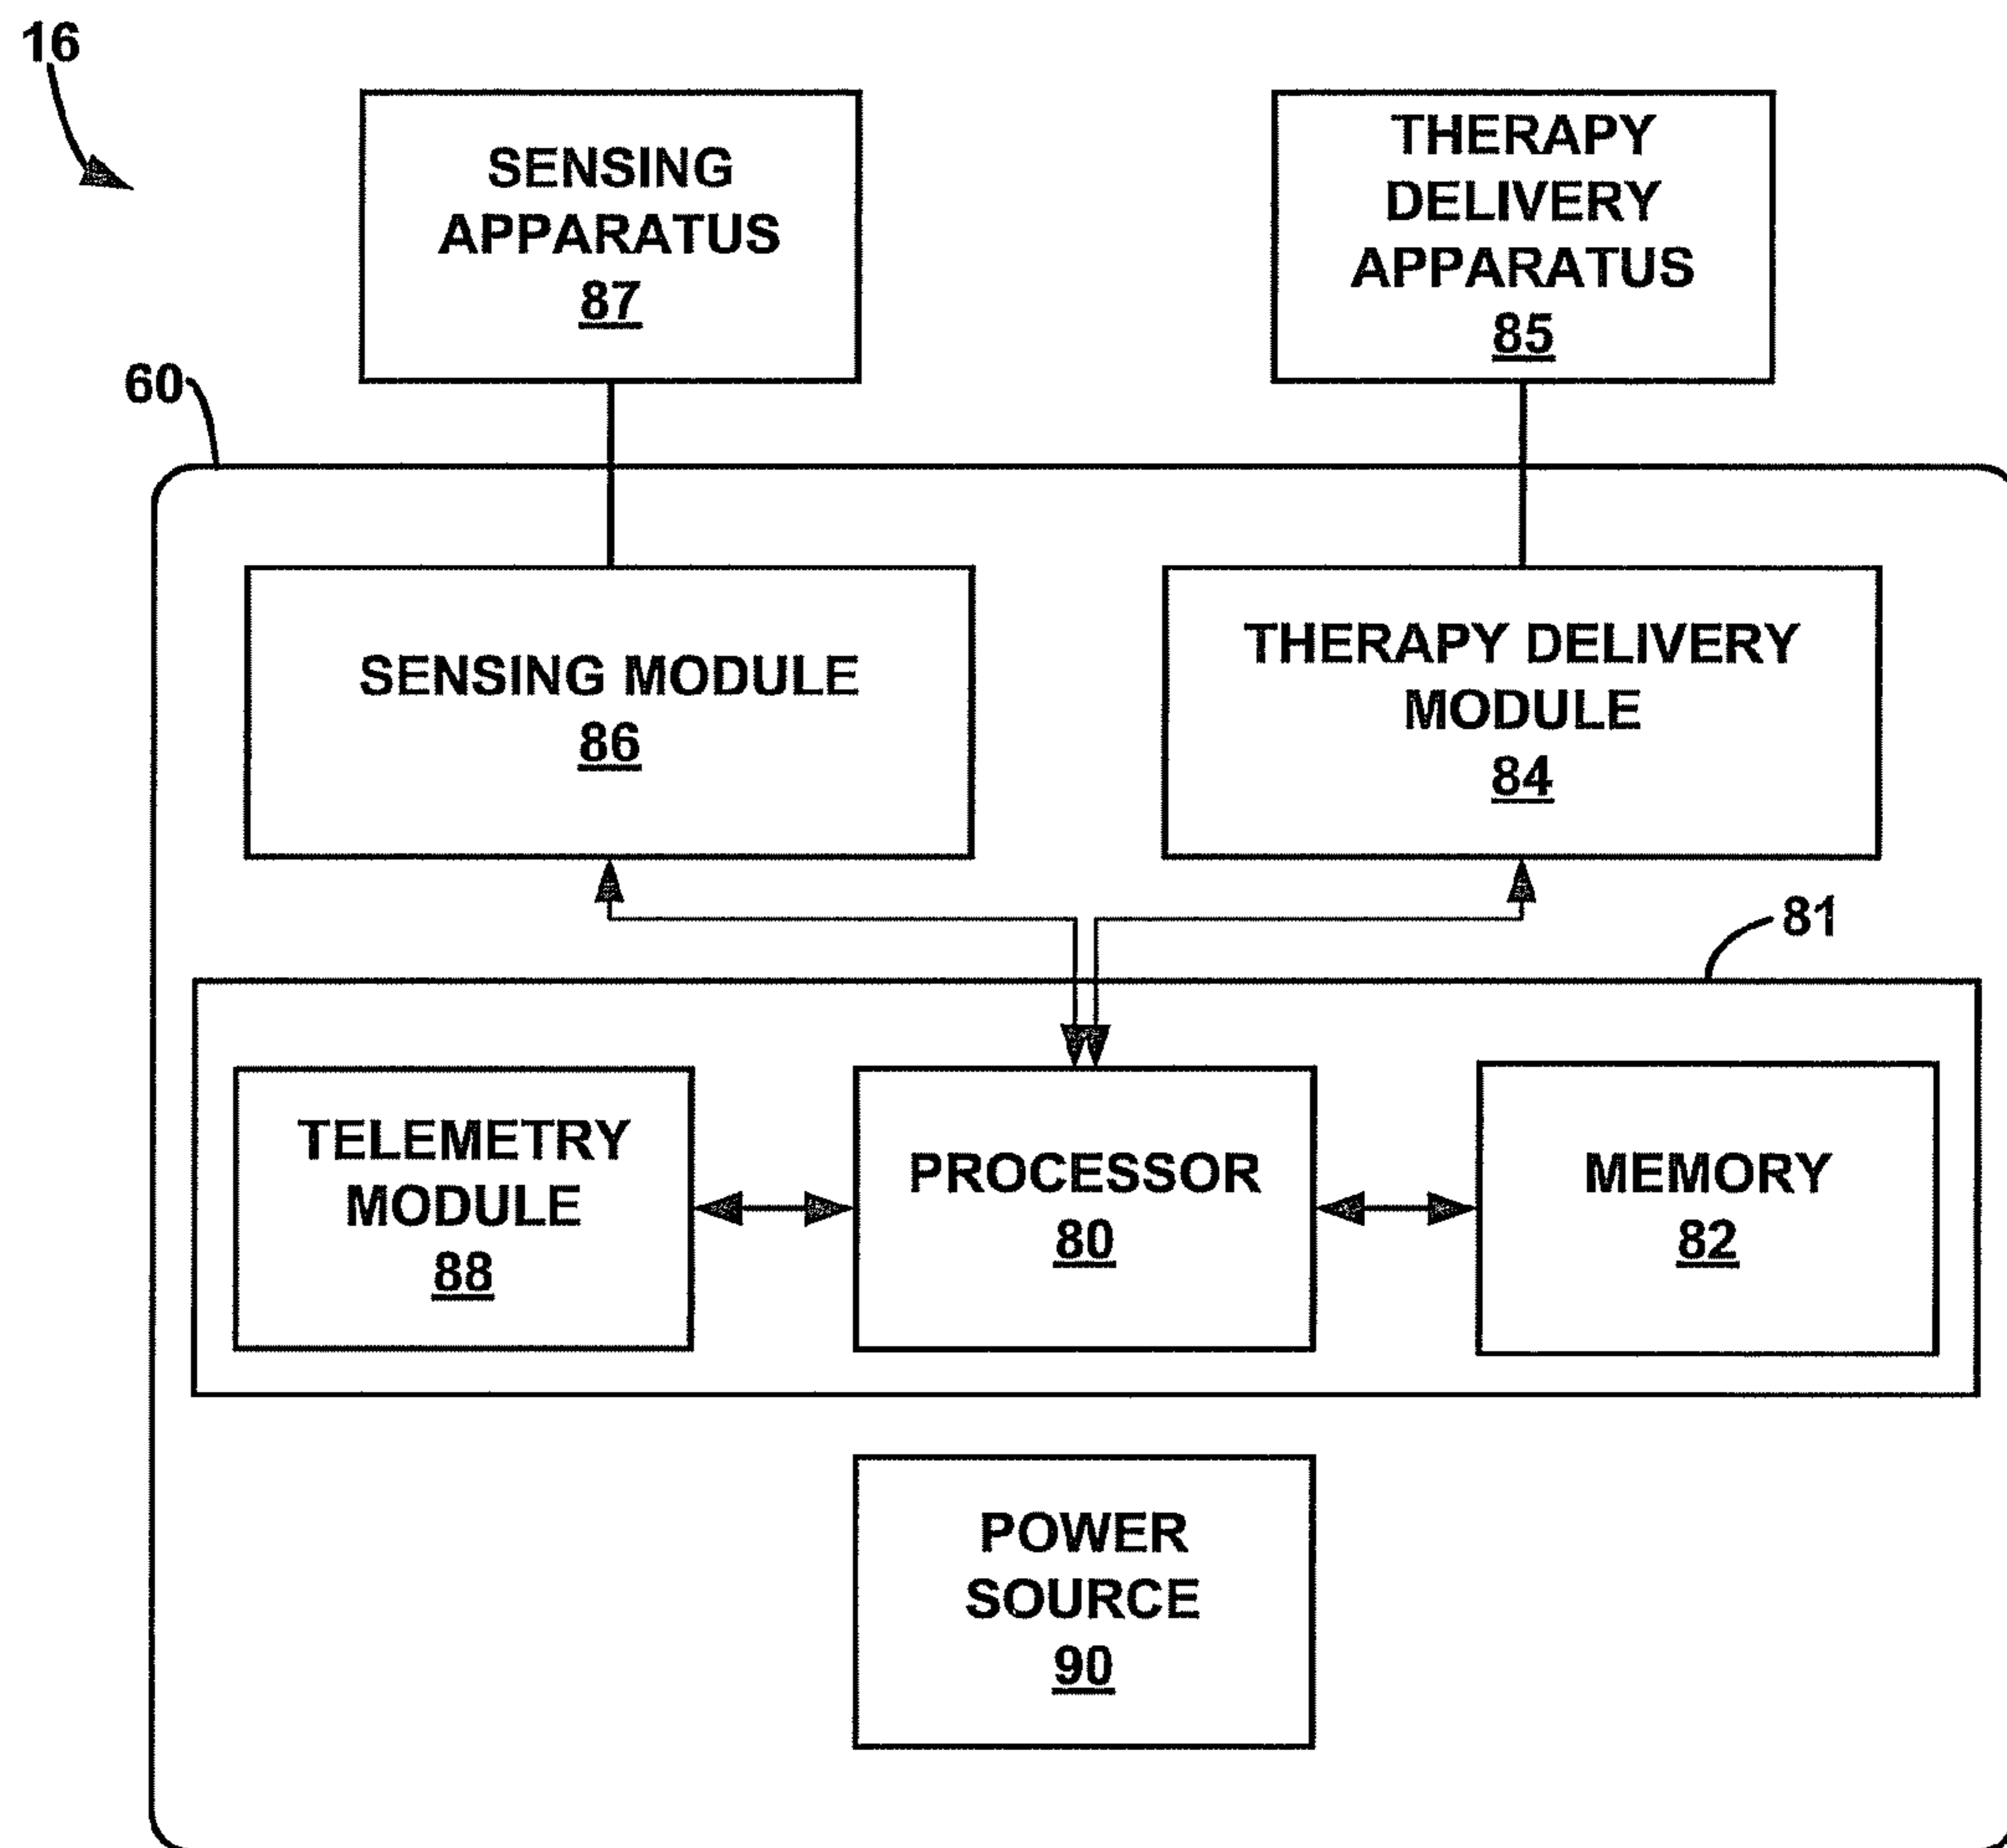 16
SENSING
APPARATUS
87
THERAPY
DELIVERY
APPARATUS
85
60
SENSING MODULE
86
THERAPY DELIVERY
MODULE
84
81
TELEMETRY
MODULE
88
PROCESSOR
80
MEMORY
82
POWER
SOURCE
90